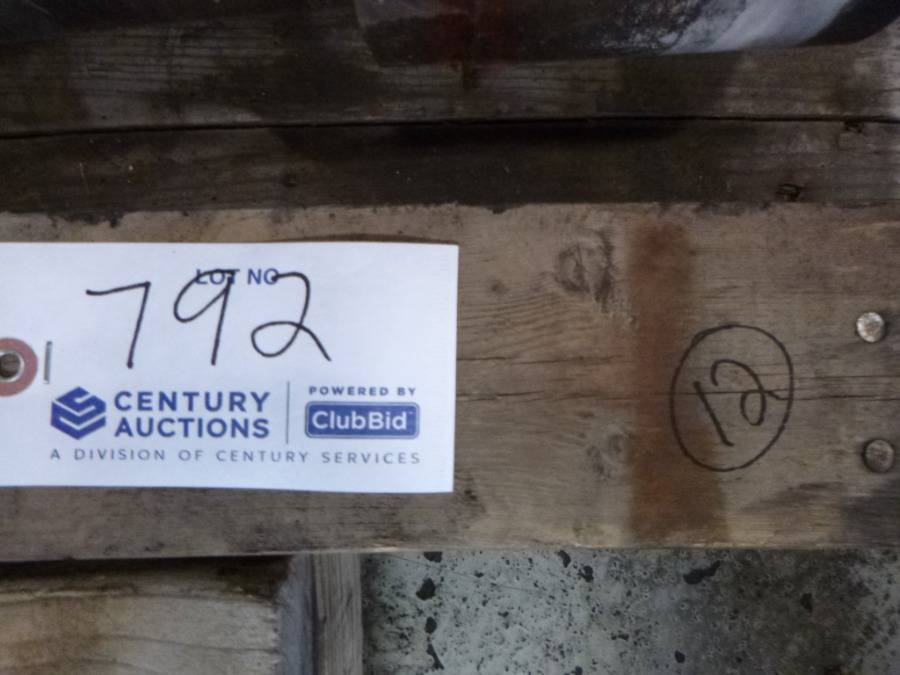 LOT NO
792
CENTURY
AUCTIONS
POWERED BY
ClubBid
A DIVISION OF CENTURY SERVICES
12